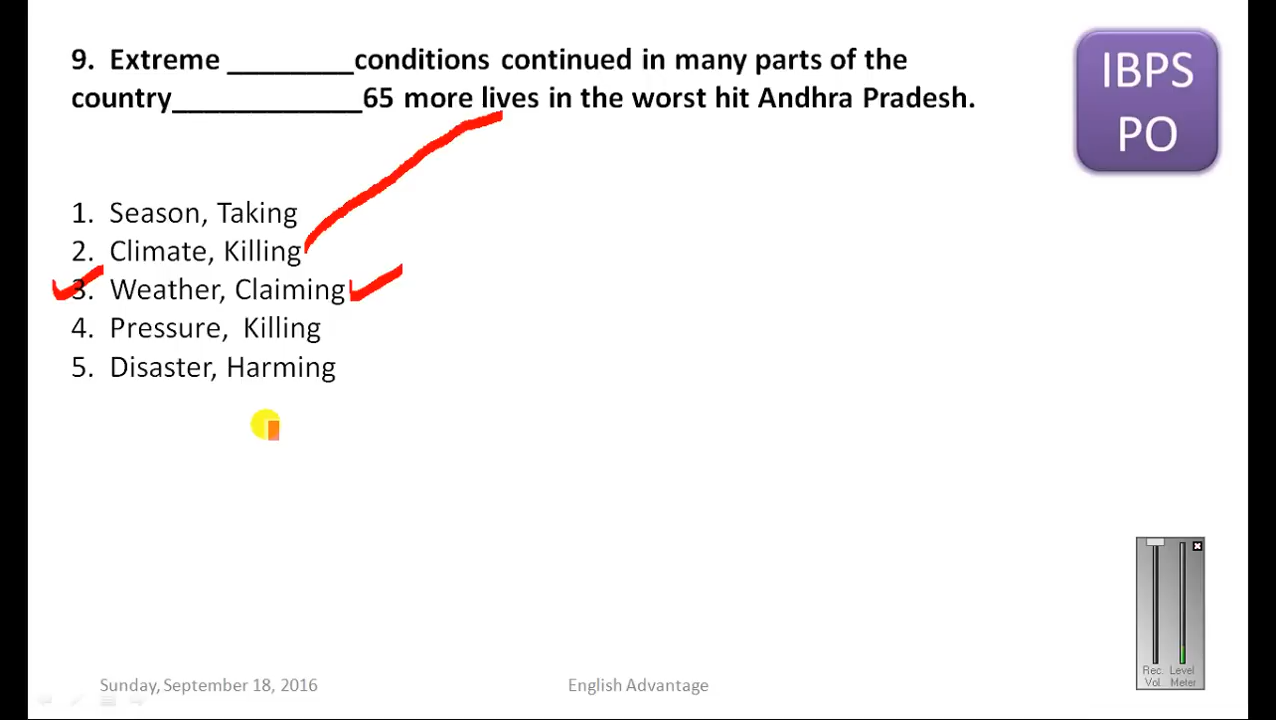 9. Extreme ________conditions continued in many parts of the
country_____________65 more lives in the worst hit Andhra Pradesh.
IBPS
PO
1. Season, Taking
2. Climate, Killing
3. Weather, Claiming
4. Pressure, Killing
5. Disaster, Harming
Rec. Level
Vol. Meter
Sunday, September 18, 2016 English Advantage